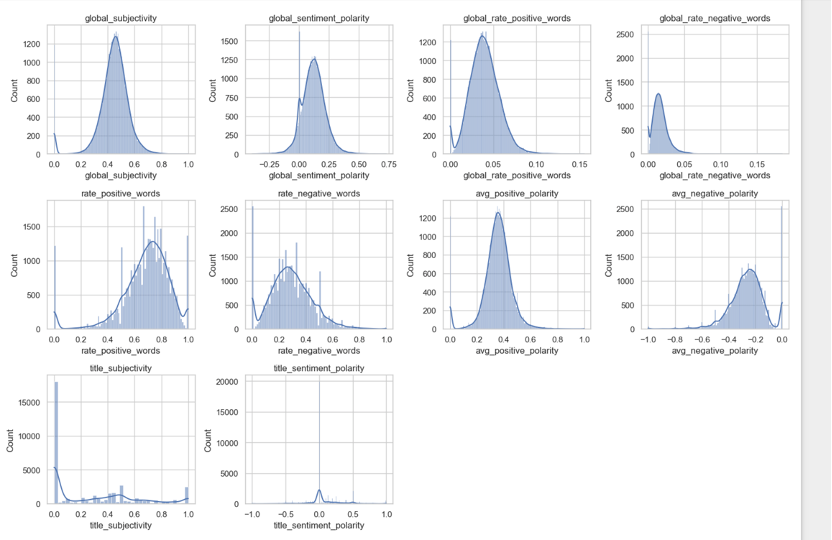 global_subjectivity
global_sentiment_polarity
global_rate_positive_words
global_rate_negative_words
Count
1200
1000
800
600
400
200
0
0.0 0.2 0.4 0.6 0.8 1.0
global_subjectivity
Count
1500
1250
1000
750
500
250
0
−0.25 0.00 0.25 0.50 0.75
global_sentiment_polarity
Count
1200
1000
800
600
400
200
0
0.00 0.05 0.10 0.15
global_rate_positive_words
Count
2500
2000
1500
1000
500
0
0.00 0.05 0.10 0.15
global_rate_negative_words
rate_positive_words
rate_negative_words
avg_positive_polarity
avg_negative_polarity
Count
1500
1000
500
0
0.0 0.2 0.4 0.6 0.8 1.0
rate_positive_words
Count
2500
2000
1500
1000
500
0
0.0 0.2 0.4 0.6 0.8 1.0
rate_negative_words
Count
1200
1000
800
600
400
200
0
0.0 0.2 0.4 0.6 0.8 1.0
avg_positive_polarity
Count
2500
2000
1500
1000
500
0
−1.0 −0.8 −0.6 −0.4 −0.2 0.0
avg_negative_polarity
title_subjectivity
title_sentiment_polarity
Count
15000
10000
5000
0
0.0 0.2 0.4 0.6 0.8 1.0
title_subjectivity
Count
20000
15000
10000
5000
0
−1.0 −0.5 0.0 0.5 1.0
title_sentiment_polarity